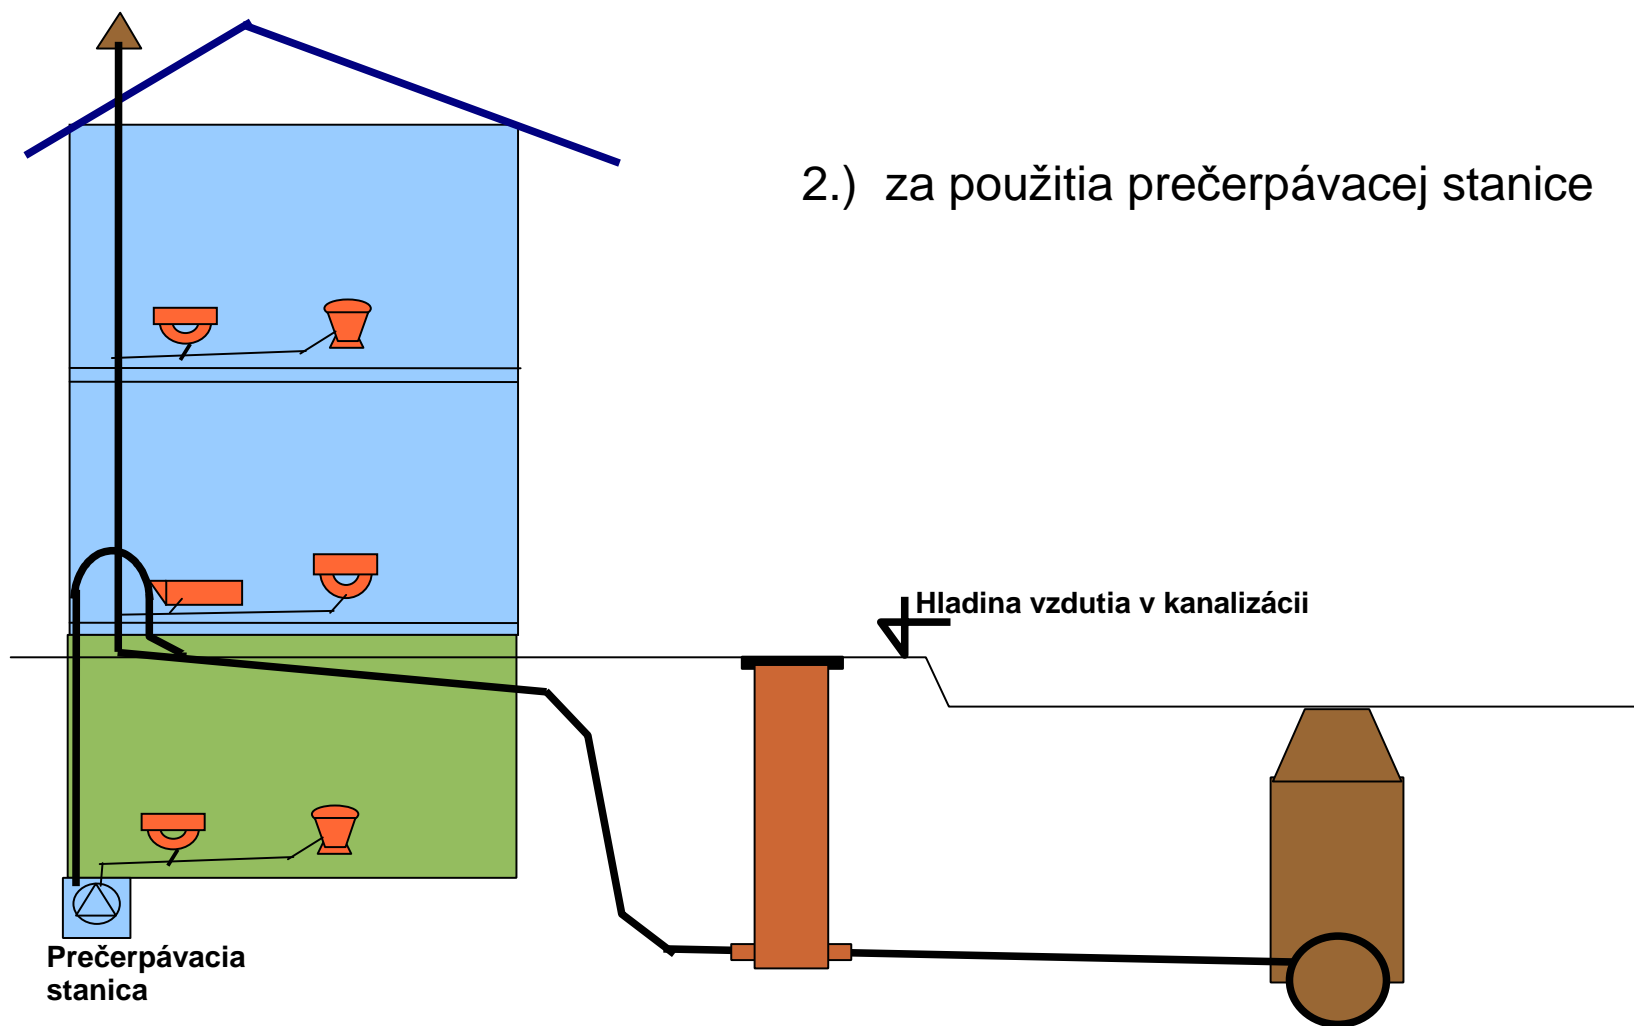 2.) za použitia prečerpávacej stanice
Hladina vzdutia v kanalizácii
Prečerpávacia
stanica